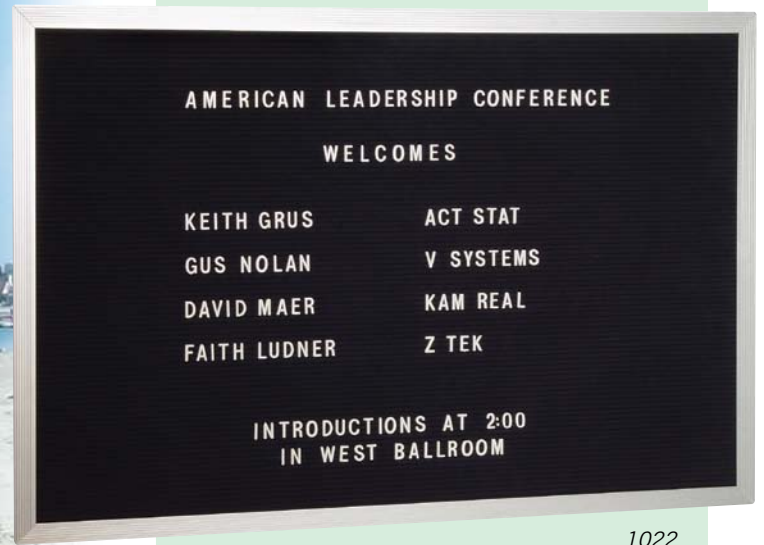 AMERICAN LEADERSHIP CONFERENCE
WELCOMES
KEITH GRUS ACT STAT
GUS NOLAN V SYSTEMS
DAVID MAER KAM REAL
FAITH LUDNER Z TEK
INTRODUCTIONS AT 2:00
IN WEST BALLROOM
1022